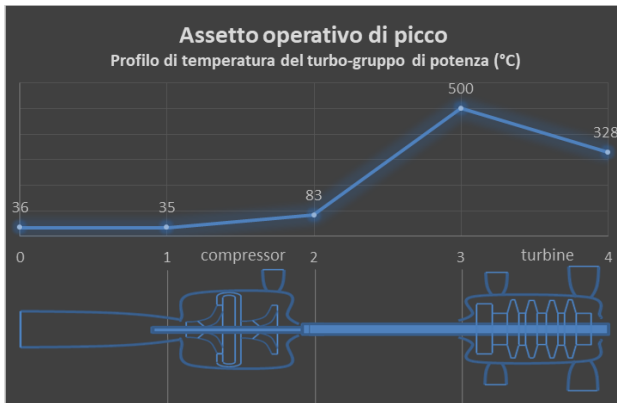 Assetto operativo di picco
Profilo di temperatura del turbo-gruppo di potenza (°C)
500
328
83
36
35
0 1 compressor 2 3 turbine 4